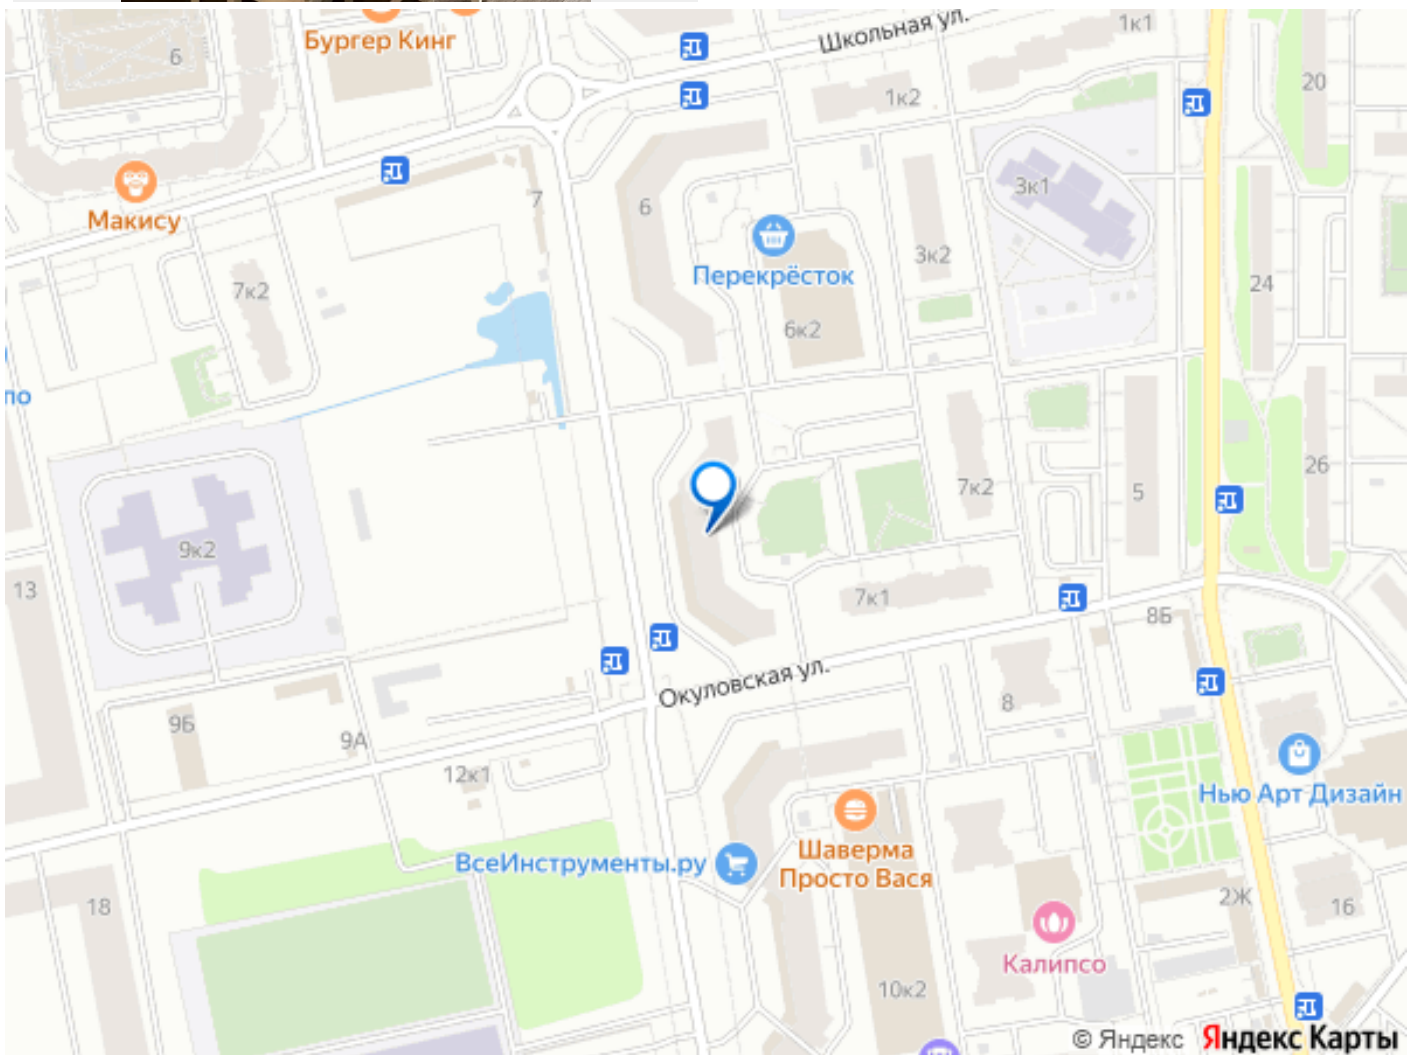 Школьная ул.
1к1
Бургер Кинг
6
20
1к2
Макису
7
6
3к1
Перекрёсток
3к2
7к2
24
6к2
по
26
7к2
5
9к2
13
7к1
8Б
Окуловская ул.
8
9Б
9А
12к1
Нью Арт Дизайн
ВсеИнструменты.ру
Шаверма
Просто Вася
18
2Ж
16
Калипсо
10к2
© Яндекс Яндекс Карты